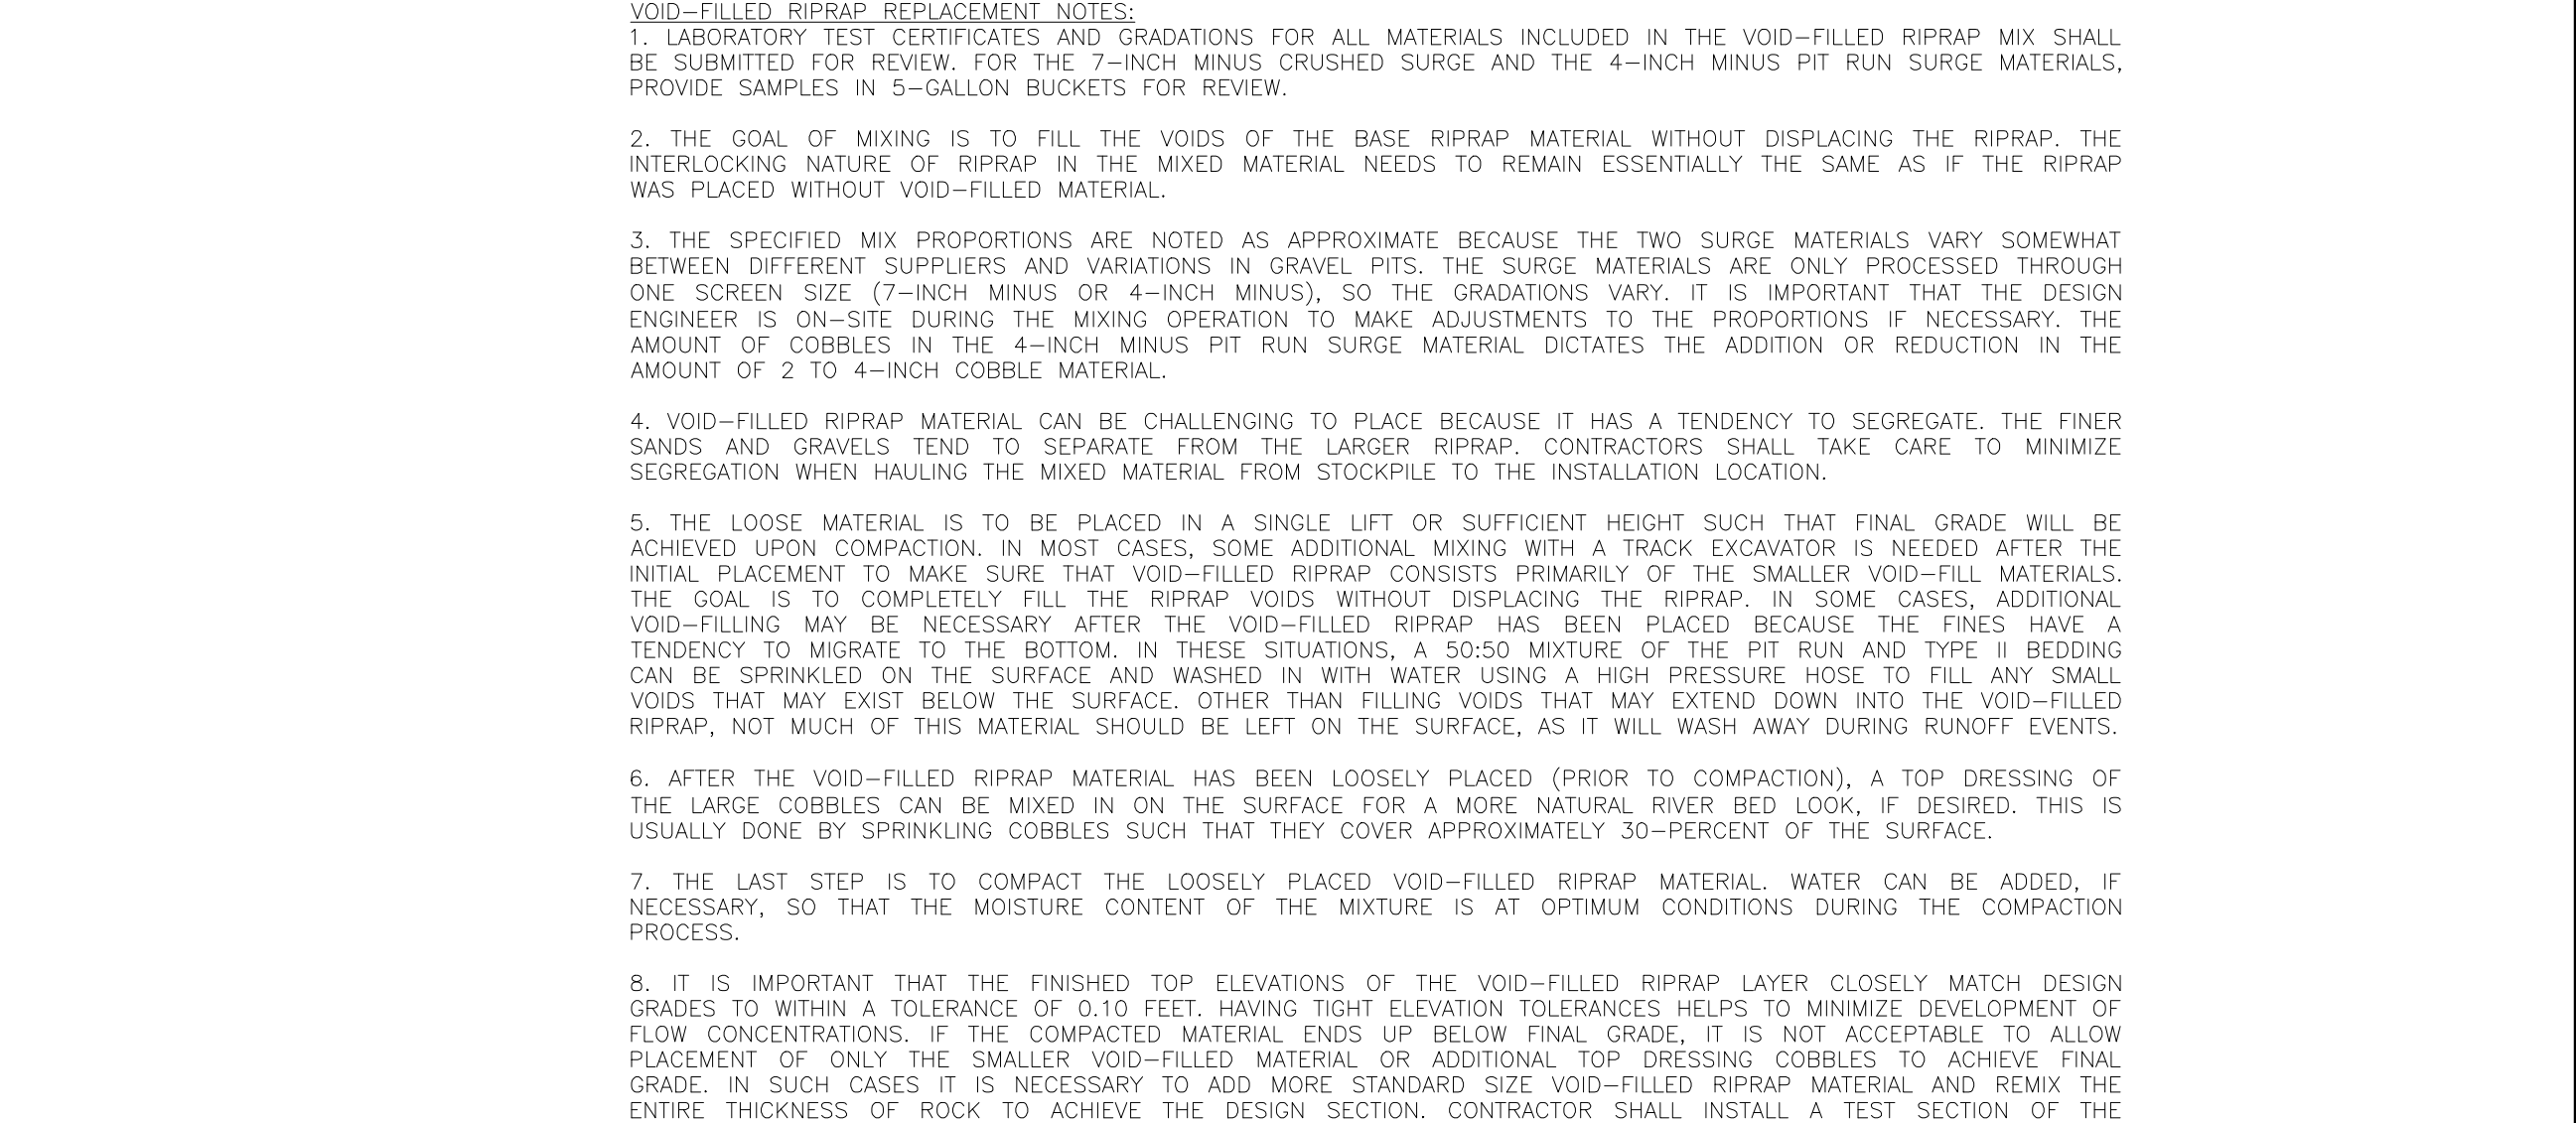 VOID-FILLED RIPRAP REPLACEMENT NOTES:
1. LABORATORY TEST CERTIFICATES AND GRADATIONS FOR ALL MATERIALS INCLUDED IN THE VOID-FILLED RIPRAP MIX SHALL
BE SUBMITTED FOR REVIEW. FOR THE 7-INCH MINUS CRUSHED SURGE AND THE 4-INCH MINUS PIT RUN SURGE MATERIALS,
PROVIDE SAMPLES IN 5-GALLON BUCKETS FOR REVIEW.
2. THE GOAL OF MIXING IS TO FILL THE VOIDS OF THE BASE RIPRAP MATERIAL WITHOUT DISPLACING THE RIPRAP. THE
INTERLOCKING NATURE OF RIPRAP IN THE MIXED MATERIAL NEEDS TO REMAIN ESSENTIALLY THE SAME AS IF THE RIPRAP
WAS PLACED WITHOUT VOID-FILLED MATERIAL.
3. THE SPECIFIED MIX PROPORTIONS ARE NOTED AS APPROXIMATE BECAUSE THE TWO SURGE MATERIALS VARY SOMEWHAT
BETWEEN DIFFERENT SUPPLIERS AND VARIATIONS IN GRAVEL PITS. THE SURGE MATERIALS ARE ONLY PROCESSED THROUGH
ONE SCREEN SIZE (7-INCH MINUS OR 4-INCH MINUS), SO THE GRADATIONS VARY. IT IS IMPORTANT THAT THE DESIGN
ENGINEER IS ON-SITE DURING THE MIXING OPERATION TO MAKE ADJUSTMENTS TO THE PROPORTIONS IF NECESSARY. THE
AMOUNT OF COBBLES IN THE 4-INCH MINUS PIT RUN SURGE MATERIAL DICTATES THE ADDITION OR REDUCTION IN THE
AMOUNT OF 2 TO 4-INCH COBBLE MATERIAL.
4. VOID-FILLED RIPRAP MATERIAL CAN BE CHALLENGING TO PLACE BECAUSE IT HAS A TENDENCY TO SEGREGATE. THE FINER
SANDS AND GRAVELS TEND TO SEPARATE FROM THE LARGER RIPRAP. CONTRACTORS SHALL TAKE CARE TO MINIMIZE
SEGREGATION WHEN HAULING THE MIXED MATERIAL FROM STOCKPILE TO THE INSTALLATION LOCATION.
5. THE LOOSE MATERIAL IS TO BE PLACED IN A SINGLE LIFT OR SUFFICIENT HEIGHT SUCH THAT FINAL GRADE WILL BE
ACHIEVED UPON COMPACTION. IN MOST CASES, SOME ADDITIONAL MIXING WITH A TRACK EXCAVATOR IS NEEDED AFTER THE
INITIAL PLACEMENT TO MAKE SURE THAT VOID-FILLED RIPRAP CONSISTS PRIMARILY OF THE SMALLER VOID-FILL MATERIALS.
THE GOAL IS TO COMPLETELY FILL THE RIPRAP VOIDS WITHOUT DISPLACING THE RIPRAP. IN SOME CASES, ADDITIONAL
VOID-FILLING MAY BE NECESSARY AFTER THE VOID-FILLED RIPRAP HAS BEEN PLACED BECAUSE THE FINES HAVE A
TENDENCY TO MIGRATE TO THE BOTTOM. IN THESE SITUATIONS, A 50:50 MIXTURE OF THE PIT RUN AND TYPE II BEDDING
CAN BE SPRINKLED ON THE SURFACE AND WASHED IN WITH WATER USING A HIGH PRESSURE HOSE TO FILL ANY SMALL
VOIDS THAT MAY EXIST BELOW THE SURFACE. OTHER THAN FILLING VOIDS THAT MAY EXTEND DOWN INTO THE VOID-FILLED
RIPRAP, NOT MUCH OF THIS MATERIAL SHOULD BE LEFT ON THE SURFACE, AS IT WILL WASH AWAY DURING RUNOFF EVENTS.
6. AFTER THE VOID-FILLED RIPRAP MATERIAL HAS BEEN LOOSELY PLACED (PRIOR TO COMPACTION), A TOP DRESSING OF
THE LARGE COBBLES CAN BE MIXED IN ON THE SURFACE FOR A MORE NATURAL RIVER BED LOOK, IF DESIRED. THIS IS
USUALLY DONE BY SPRINKLING COBBLES SUCH THAT THEY COVER APPROXIMATELY 30-PERCENT OF THE SURFACE.
7. THE LAST STEP IS TO COMPACT THE LOOSELY PLACED VOID-FILLED RIPRAP MATERIAL. WATER CAN BE ADDED, IF
NECESSARY, SO THAT THE MOISTURE CONTENT OF THE MIXTURE IS AT OPTIMUM CONDITIONS DURING THE COMPACTION
PROCESS.
8. IT IS IMPORTANT THAT THE FINISHED TOP ELEVATIONS OF THE VOID-FILLED RIPRAP LAYER CLOSELY MATCH DESIGN
GRADES TO WITHIN A TOLERANCE OF 0.10 FEET. HAVING TIGHT ELEVATION TOLERANCES HELPS TO MINIMIZE DEVELOPMENT OF
FLOW CONCENTRATIONS. IF THE COMPACTED MATERIAL ENDS UP BELOW FINAL GRADE, IT IS NOT ACCEPTABLE TO ALLOW
PLACEMENT OF ONLY THE SMALLER VOID-FILLED MATERIAL OR ADDITIONAL TOP DRESSING COBBLES TO ACHIEVE FINAL
GRADE. IN SUCH CASES IT IS NECESSARY TO ADD MORE STANDARD SIZE VOID-FILLED RIPRAP MATERIAL AND REMIX THE
ENTIRE THICKNESS OF ROCK TO ACHIEVE THE DESIGN SECTION. CONTRACTOR SHALL INSTALL A TEST SECTION OF THE